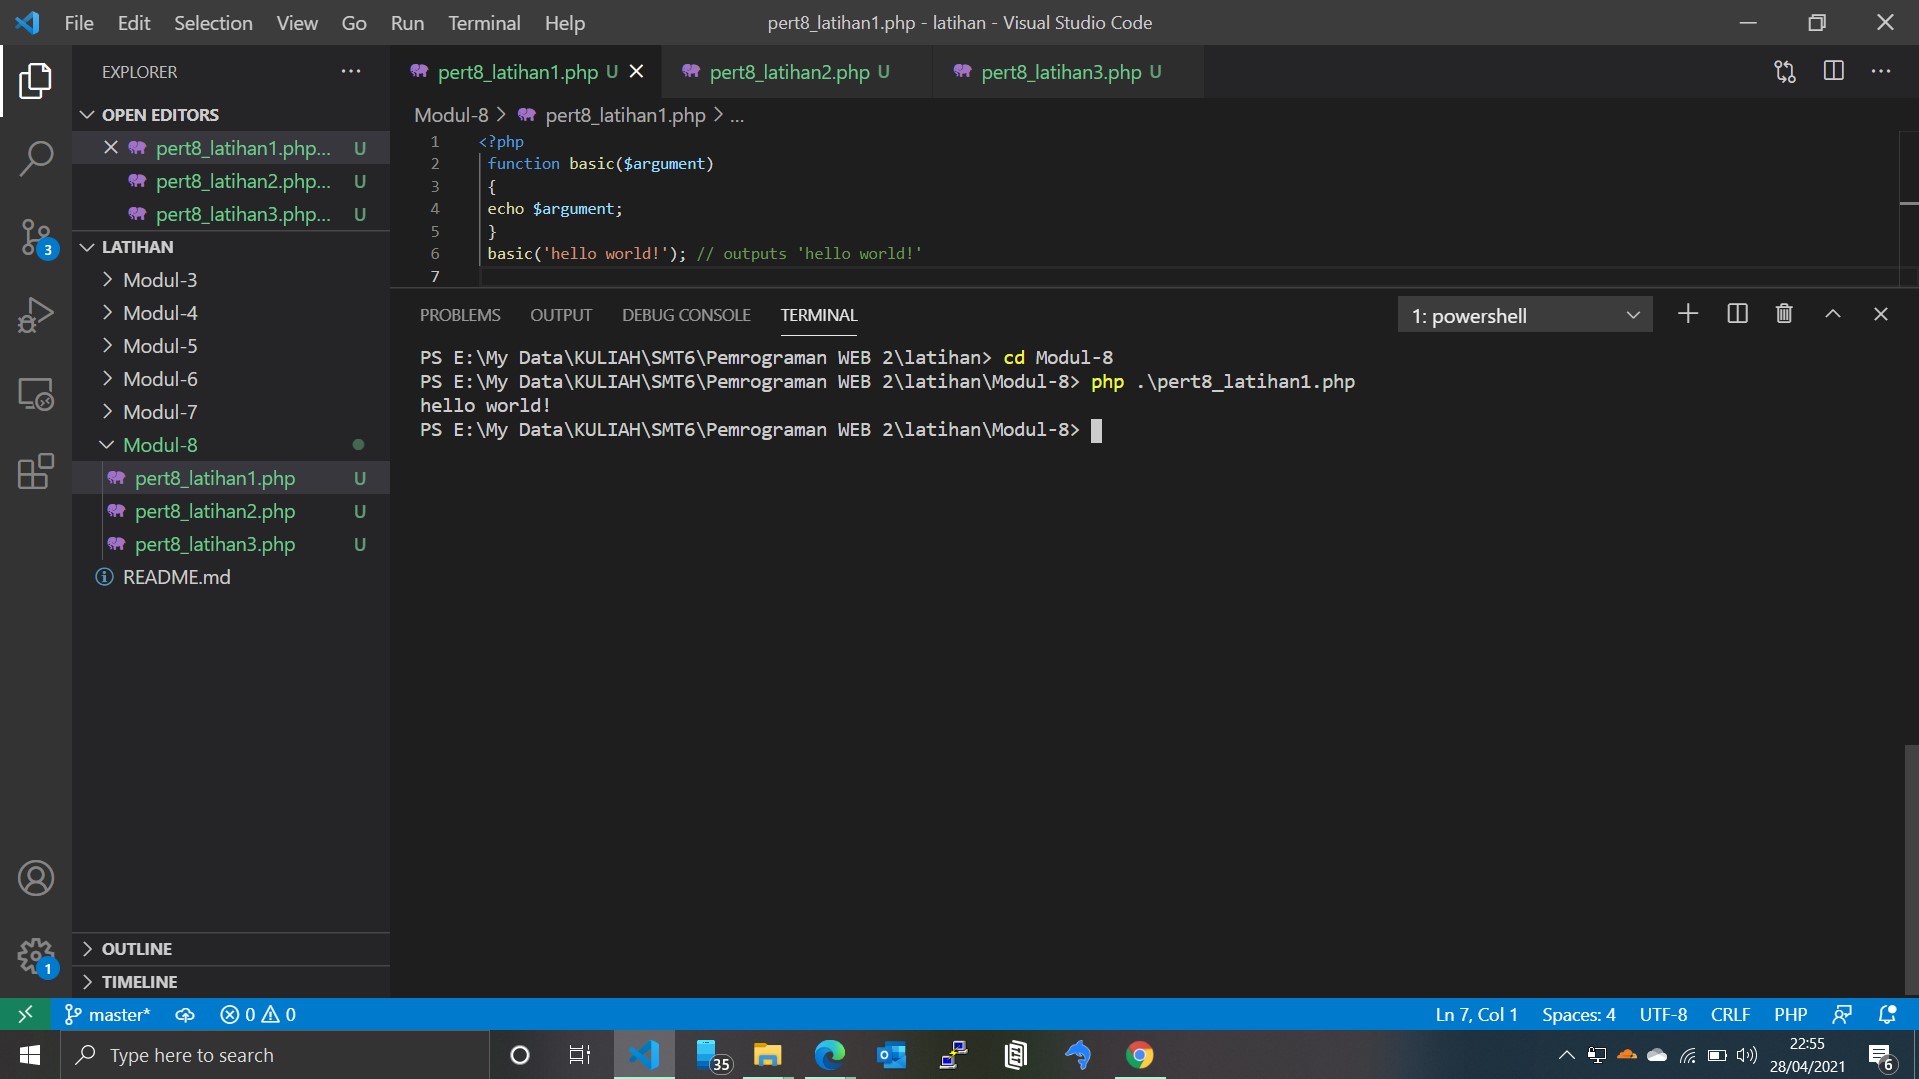 File Edit Selection View Go Run Terminal Help
pert8_latihan1.php - latihan - Visual Studio Code
EXPLORER
OPEN EDITORS
pert8_latihan1.php... U
pert8_latihan2.php... U
pert8_latihan3.php... U
LATIHAN
Modul-3
Modul-4
Modul-5
Modul-6
Modul-7
Modul-8
pert8_latihan1.php U
pert8_latihan2.php U
pert8_latihan3.php U
README.md
OUTLINE
TIMELINE
3
1
pert8_latihan1.php U pert8_latihan2.php U pert8_latihan3.php U
Modul-8 > pert8_latihan1.php > ...
1 <?php
2 function basic($argument)
3 {
4 echo $argument;
5 }
6 basic('hello world!'); // outputs 'hello world!'
7
PROBLEMS OUTPUT DEBUG CONSOLE TERMINAL 1: powershell
PS E:\My Data\KULIAH\SMT6\Pemrograman WEB 2\latihan> cd Modul-8
PS E:\My Data\KULIAH\SMT6\Pemrograman WEB 2\latihan\Modul-8> php .\pert8_latihan1.php
hello world!
PS E:\My Data\KULIAH\SMT6\Pemrograman WEB 2\latihan\Modul-8>
master* 0 0 Ln 7, Col 1 Spaces: 4 UTF-8 CRLF PHP
Type here to search
35
22:55
28/04/2021
6